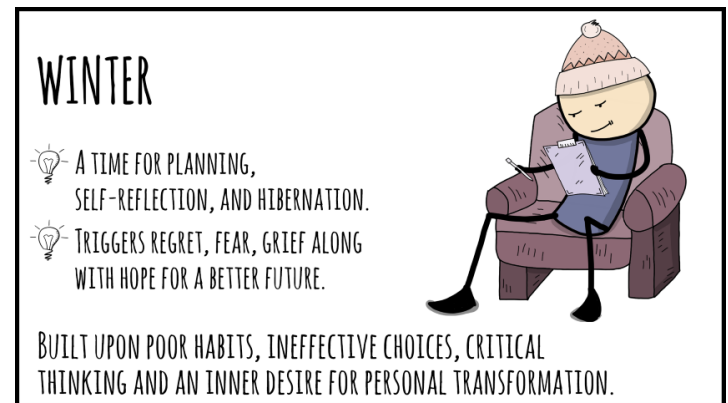 WINTER
A TIME FOR PLANNING,
SELF-REFLECTION, AND HIBERNATION.
TRIGGERS REGRET, FEAR, GRIEF ALONG
WITH HOPE FOR A BETTER FUTURE.
BUILT UPON POOR HABITS, INEFFECTIVE CHOICES, CRITICAL
THINKING AND AN INNER DESIRE FOR PERSONAL TRANSFORMATION.